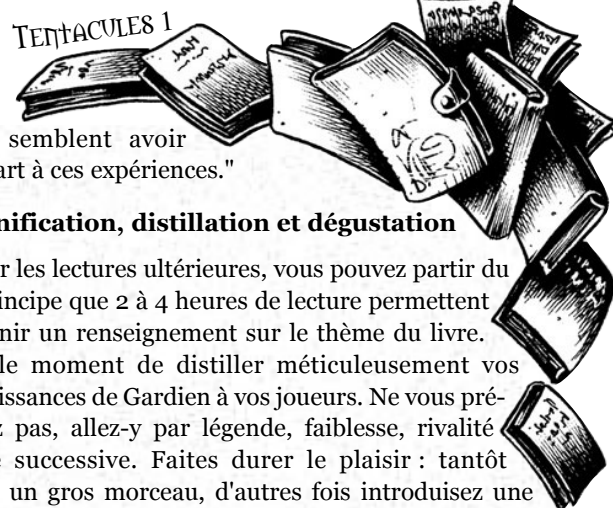 TENTACULES 1
semblent avoir
art à ces expériences."
nification, distillation et dégustation
r les lectures ultérieures, vous pouvez partir du
incipe que 2 à 4 heures de lecture permettent
nir un renseignement sur le thème du livre.
le moment de distiller méticuleusement vos
issances de Gardien à vos joueurs. Ne vous pré-
z pas, allez-y par légende, faiblesse, rivalité
successive. Faites durer le plaisir : tantôt
un gros morceau, d'autres fois introduisez une